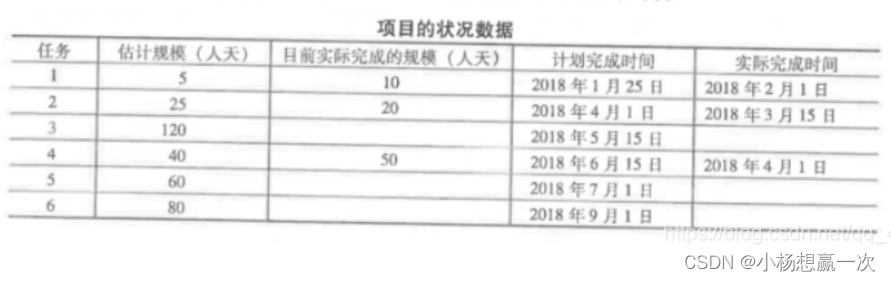 项目的状况数据
任务 估计规模（人天） 目前实际完成的规模（人天） 计划完成时间 实际完成时间
1 5 10 2018 年 1 月 25 日 2018 年 2 月 1 日
2 25 20 2018 年 4 月 1 日 2018 年 3 月 15 日
3 120 2018 年 5 月 15 日
4 40 50 2018 年 6 月 15 日 2018 年 4 月 1 日
5 60 2018 年 7 月 1 日
6 80 2018 年 9 月 1 日
https://blog.csdn.net/qq_4
CSDN @小杨想赢一次